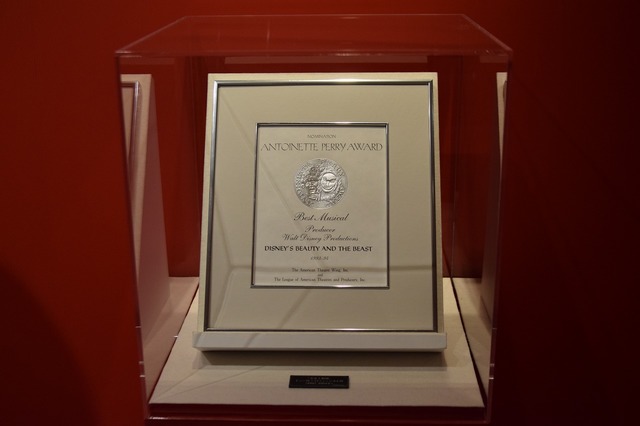 NOMINATION
ANTOINETTE PERRY AWARD
Best Musical
Producer
Walt Disney Productions
DISNEY'S BEAUTY AND THE BEAST
The American Theatre Wing, Inc.
and
The League of American Theatres and Producers, Inc.